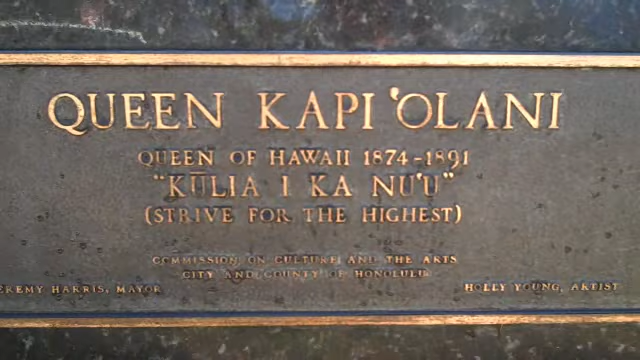 QUEEN KAPIʻOLANI
QUEEN OF HAWAII 1874-1891
"KŪLIA I KA NUʻU"
(STRIVE FOR THE HIGHEST)
COMMISSION ON CULTURE AND THE ARTS
CITY AND COUNTY OF HONOLULU
EREMY HARRIS, MAYOR
HOLLY YOUNG, ARTIST